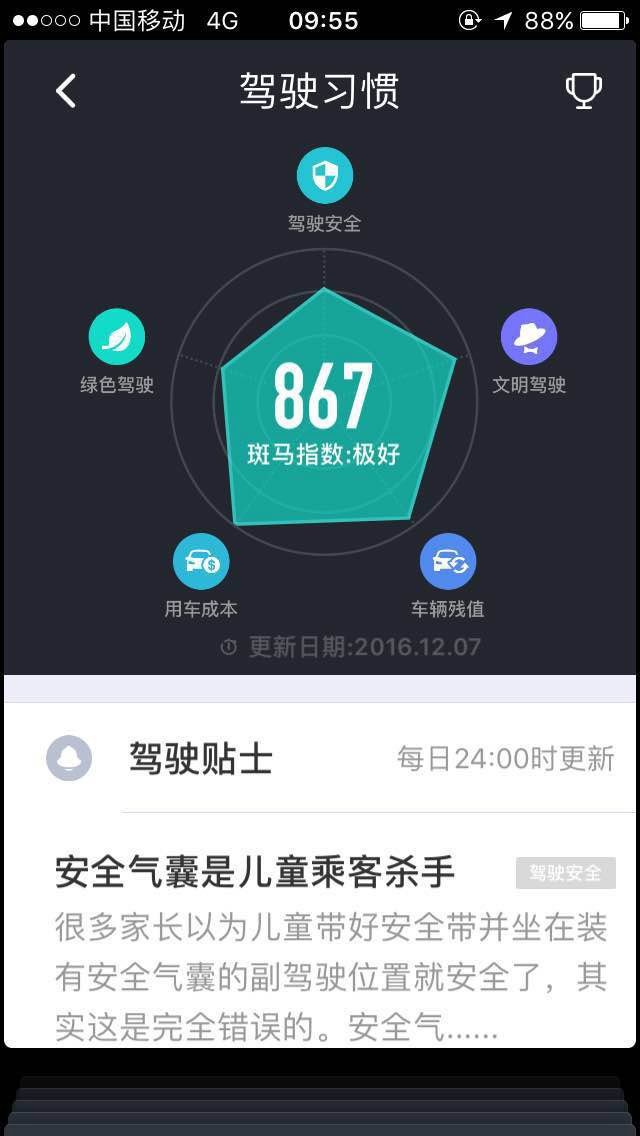 中国移动 4G 09:55 88%
驾驶习惯
驾驶安全
绿色驾驶
文明驾驶
867
斑马指数:极好
用车成本
车辆残值
更新日期:2016.12.07
驾驶贴士 每日24:00时更新
安全气囊是儿童乘客杀手 驾驶安全
很多家长以为儿童带好安全带并坐在装
有安全气囊的副驾驶位置就安全了，其
实这是完全错误的。安全气......